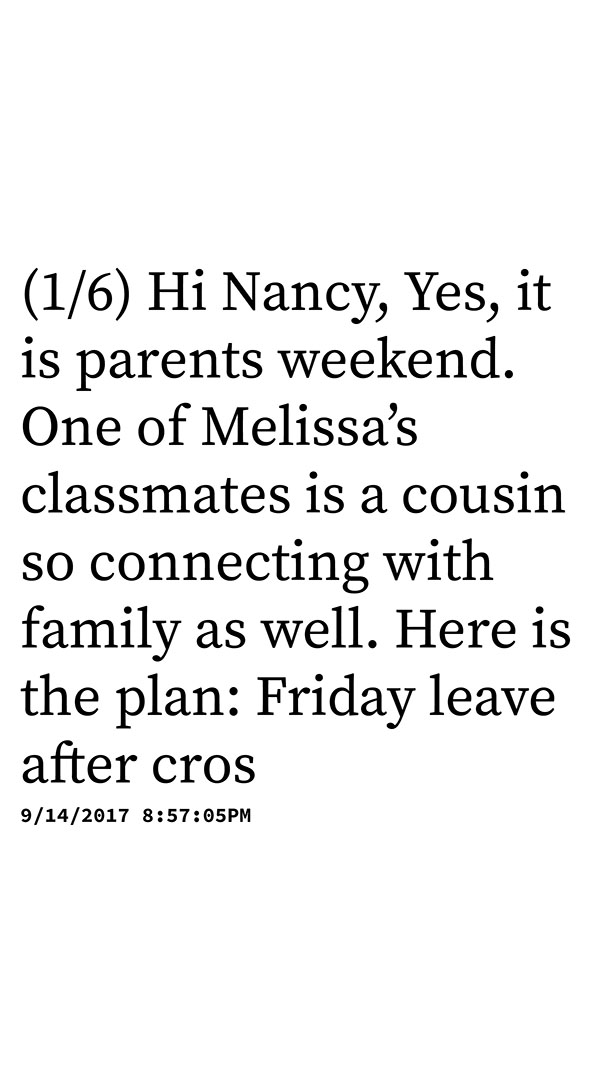 (1/6) Hi Nancy, Yes, it
is parents weekend.
One of Melissa’s
classmates is a cousin
so connecting with
family as well. Here is
the plan: Friday leave
after cros
9/14/2017 8:57:05PM